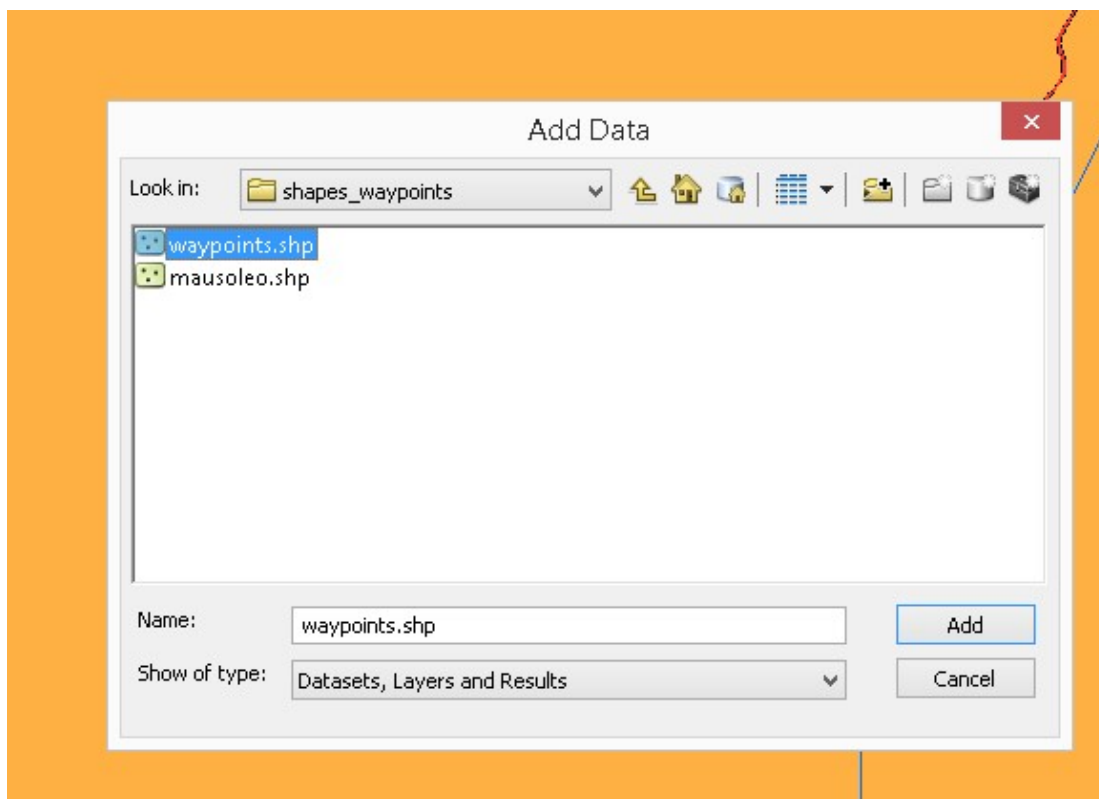 Add Data
Look in: shapes_waypoints
waypoints.shp
mausoleo.shp
Name: waypoints.shp Add
Show of type: Datasets, Layers and Results Cancel